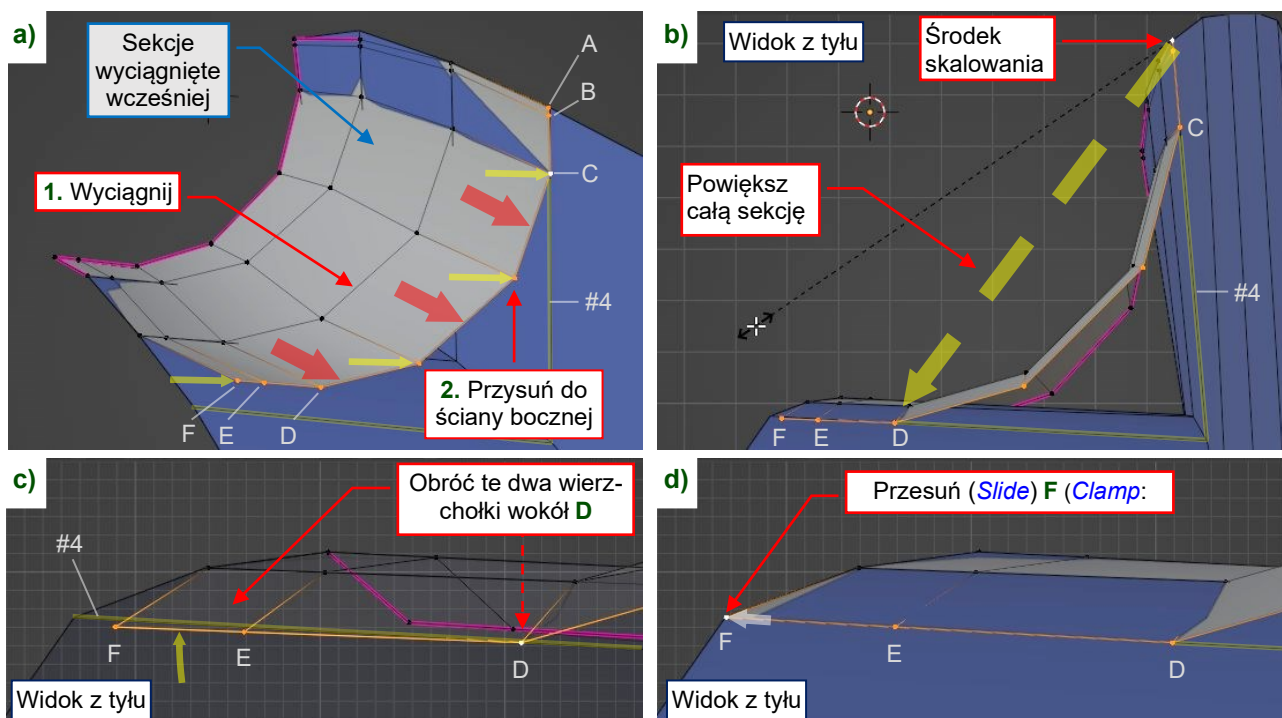 a)
Sekcje
wyciągnięte
wcześniej
A
B
C
1. Wyciągnij
#4
2. Przysuń do
ściany bocznej
F
E
D
b)
Widok z tyłu
Środek
skalowania
C
Powiększ
całą sekcję
#4
F
E
D
c)
Obróć te dwa wierz-
chołki wokół D
#4
F
E
D
Widok z tyłu
d)
Przesuń (Slide) F (Clamp:
F
E
D
Widok z tyłu